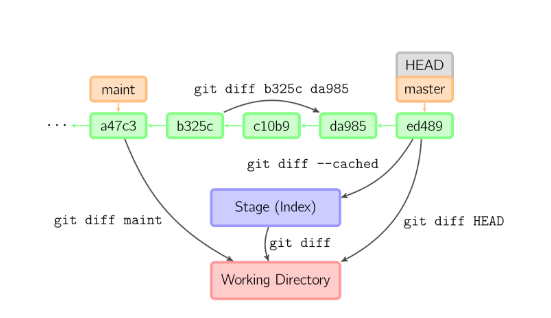 HEAD
maint
master
git diff b325c da985
...
a47c3
b325c
c10b9
da985
ed489
git diff --cached
Stage (Index)
git diff maint
git diff HEAD
git diff
Working Directory